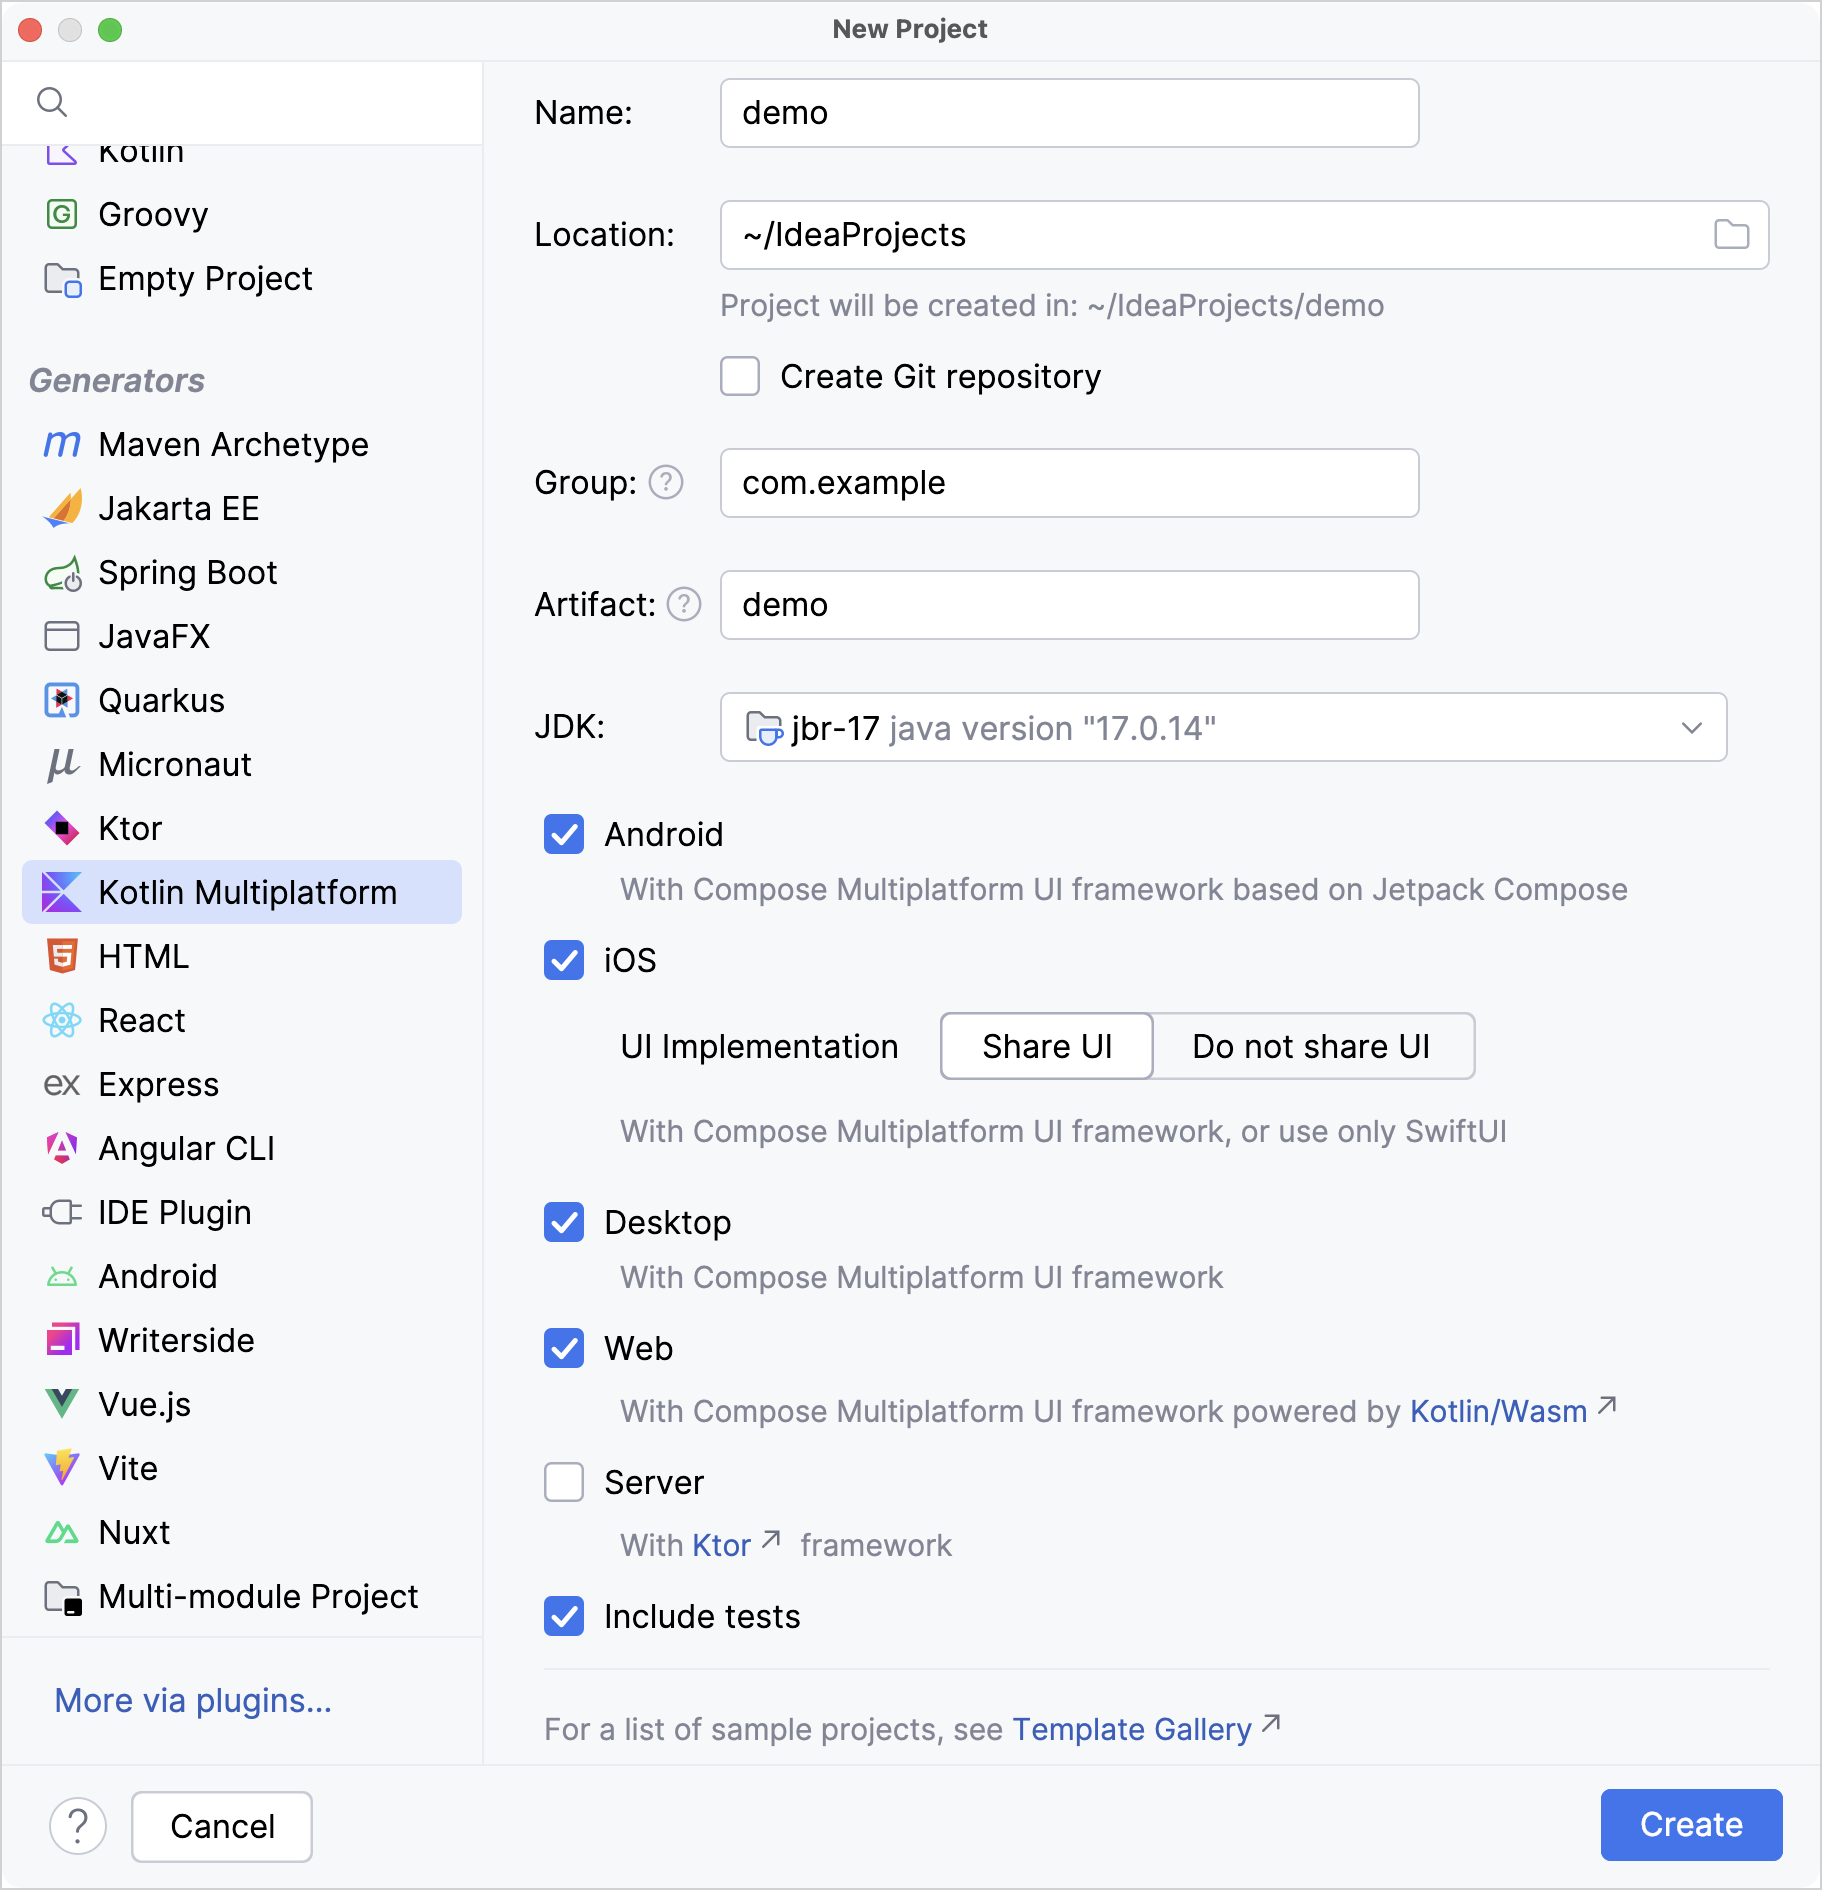 New Project
Kotlin
Groovy
Empty Project
Generators
Maven Archetype
Jakarta EE
Spring Boot
JavaFX
Quarkus
Micronaut
Ktor
Kotlin Multiplatform
HTML
React
ex Express
Angular CLI
IDE Plugin
Android
Writerside
Vue.js
Vite
Nuxt
Multi-module Project
More via plugins...
Name: demo
Location: ~/IdeaProjects
Project will be created in: ~/IdeaProjects/demo
Create Git repository
Group: ? com.example
Artifact: ? demo
JDK: jbr-17 java version "17.0.14"
Android
With Compose Multiplatform UI framework based on Jetpack Compose
iOS
UI Implementation Share UI Do not share UI
With Compose Multiplatform UI framework, or use only SwiftUI
Desktop
With Compose Multiplatform UI framework
Web
With Compose Multiplatform UI framework powered by Kotlin/Wasm ↗
Server
With Ktor ↗ framework
Include tests
For a list of sample projects, see Template Gallery ↗
? Cancel Create